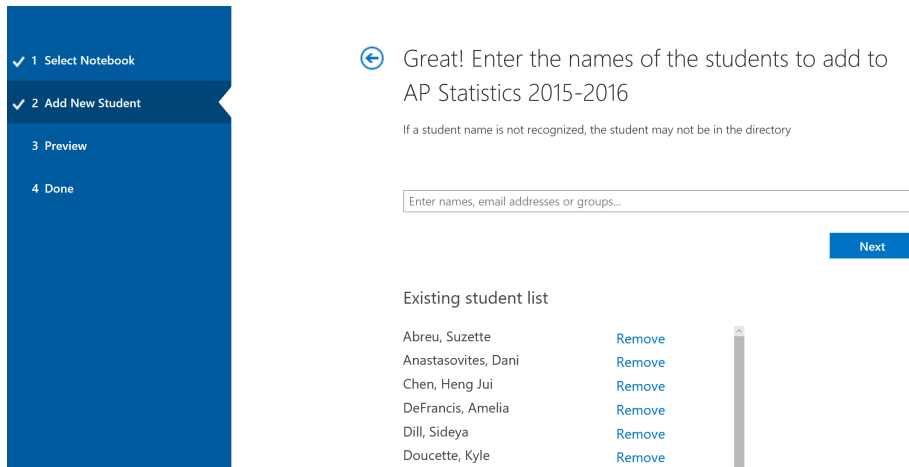 1 Select Notebook
2 Add New Student
3 Preview
4 Done
Great! Enter the names of the students to add to
AP Statistics 2015-2016
If a student name is not recognized, the student may not be in the directory
Enter names, email addresses or groups...
Next
Existing student list
Abreu, Suzette Remove
Anastasovites, Dani Remove
Chen, Heng Jui Remove
DeFrancis, Amelia Remove
Dill, Sideya Remove
Doucette, Kyle Remove